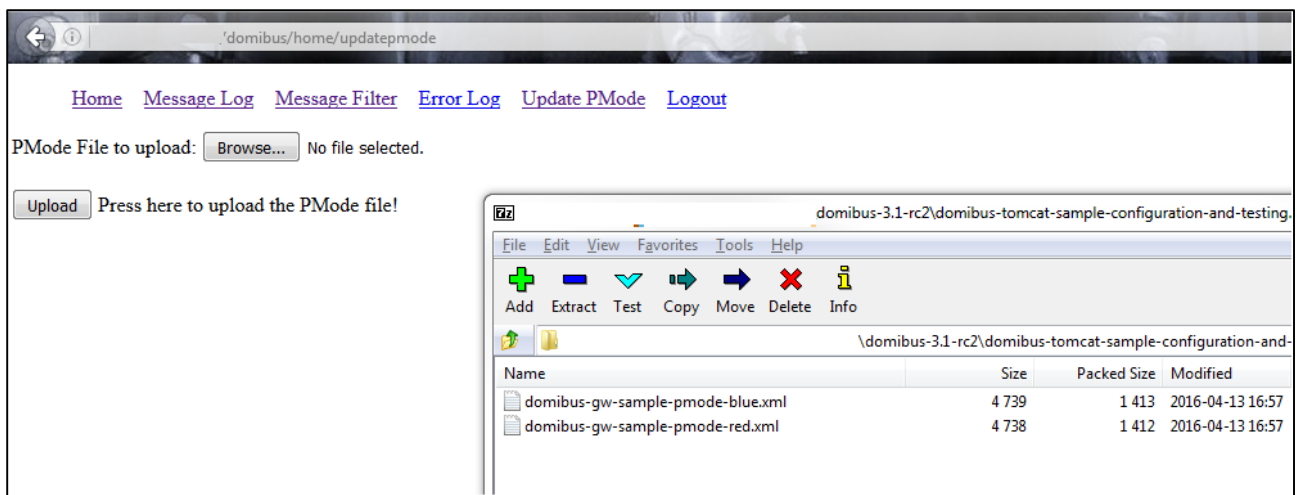 'domibus/home/updatepmode
Home Message Log Message Filter Error Log Update PMode Logout
PMode File to upload: Browse... No file selected.
Upload Press here to upload the PMode file!
7z domibus-3.1-rc2\domibus-tomcat-sample-configuration-and-testing.
File Edit View Favorites Tools Help
Add Extract Test Copy Move Delete Info
\domibus-3.1-rc2\domibus-tomcat-sample-configuration-and-
Name Size Packed Size Modified
domibus-gw-sample-pmode-blue.xml 4 739 1 413 2016-04-13 16:57
domibus-gw-sample-pmode-red.xml 4 738 1 412 2016-04-13 16:57